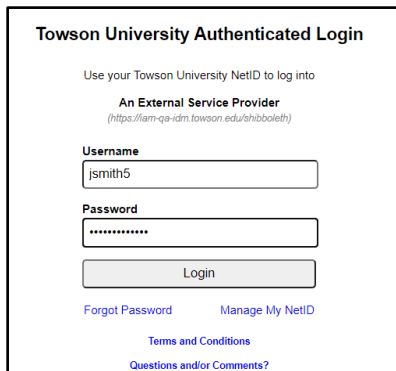 Towson University Authenticated Login
Use your Towson University NetID to log into
An External Service Provider
(https://iam-qa-idm.towson.edu/shibboleth)
Username
jsmith5
Password
•••••••••••••
Login
Forgot Password Manage My NetID
Terms and Conditions
Questions and/or Comments?